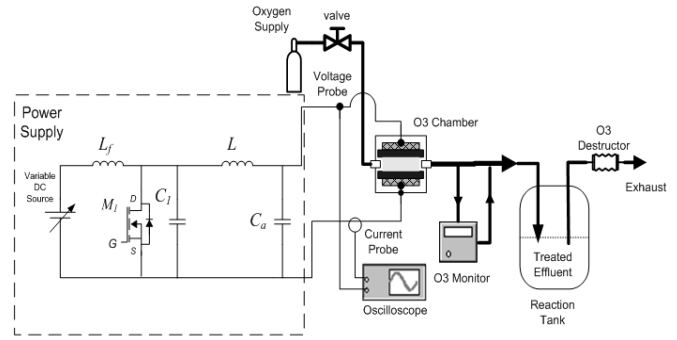 Oxygen
Supply
valve
Voltage
Probe
Power
Supply
O3 Chamber
O3
Destructor
Lf
L
Variable
DC
Source
M1
D
C1
Ca
G
S
Exhaust
Current
Probe
O3 Monitor
Treated
Effluent
Oscilloscope
Reaction
Tank